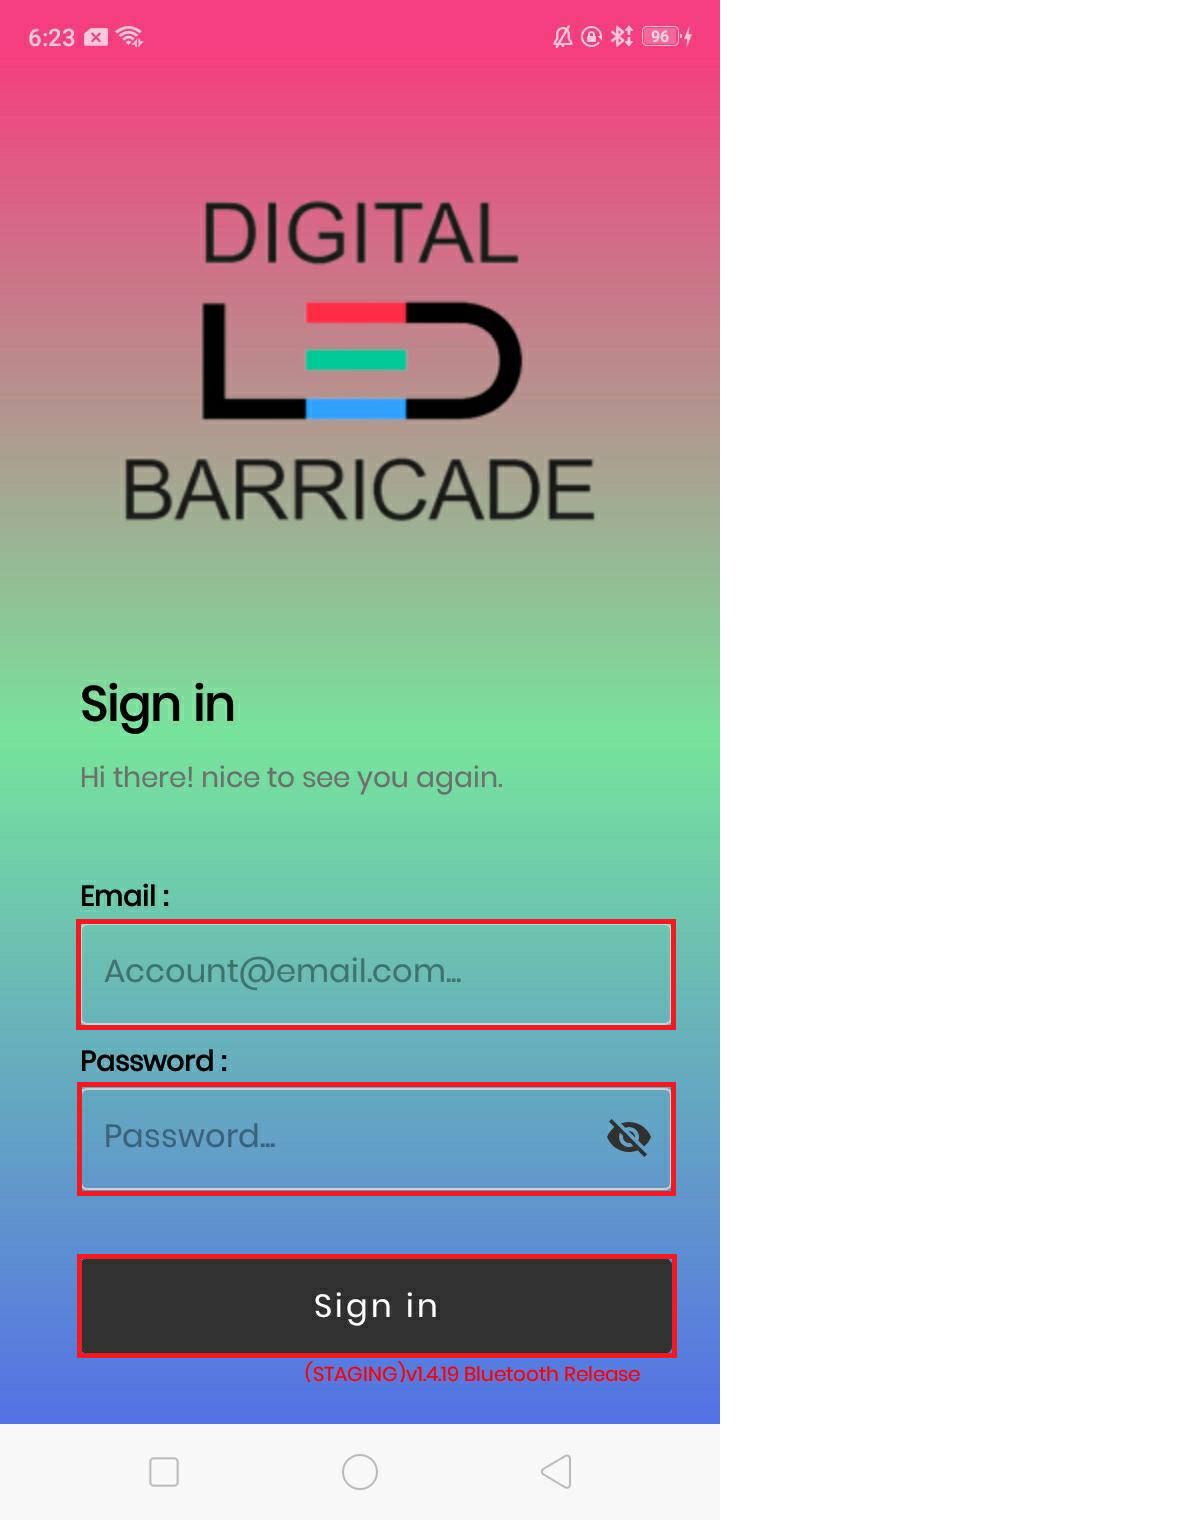 6:23
96
DIGITAL
LED
BARRICADE
Sign in
Hi there! nice to see you again.
Email :
Account@email.com...
Password :
Password...
Sign in
(STAGING)v1.4.19 Bluetooth Release